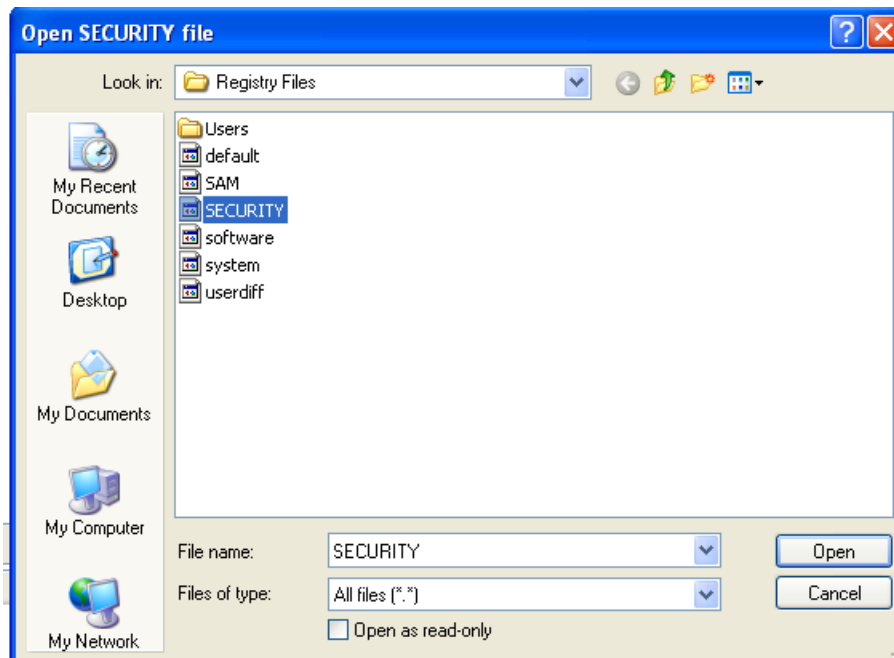 Open SECURITY file
Look in:
Registry Files
My Recent
Documents
Desktop
My Documents
My Computer
My Network
Users
default
SAM
SECURITY
software
system
userdiff
File name:
SECURITY
Open
Files of type:
All files (*.*)
Cancel
Open as read-only